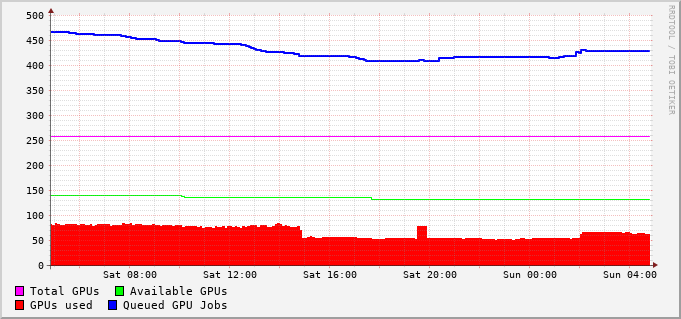 500
450
400
350
300
250
200
150
100
50
0
Sat 08:00 Sat 12:00 Sat 16:00 Sat 20:00 Sun 00:00 Sun 04:00
Total GPUs Available GPUs
GPUs used Queued GPU Jobs
RRDTOOL / TOBI OETIKER